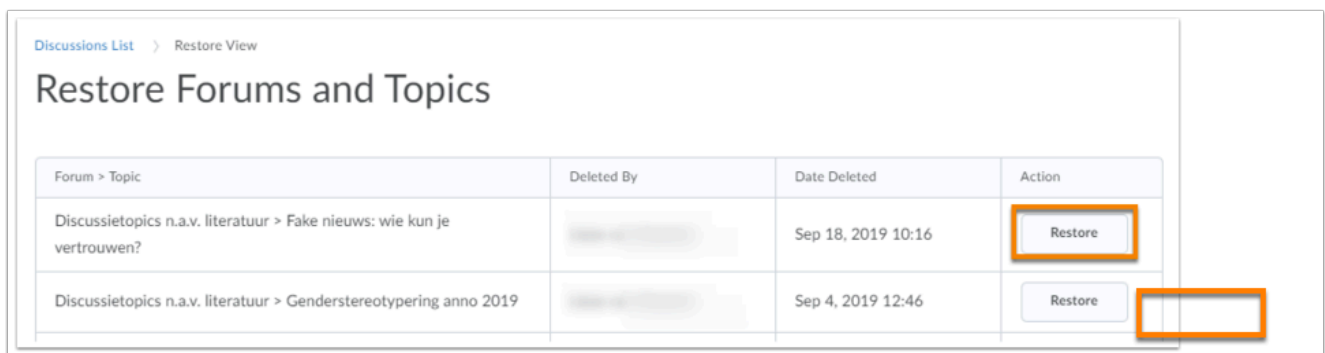 Discussions List > Restore View
Restore Forums and Topics
Forum > Topic Deleted By Date Deleted Action
Discussietopics n.a.v. literatuur > Fake nieuws: wie kun je
vertrouwen?
Sep 18, 2019 10:16 Restore
Discussietopics n.a.v. literatuur > Genderstereotypering anno 2019 Sep 4, 2019 12:46 Restore